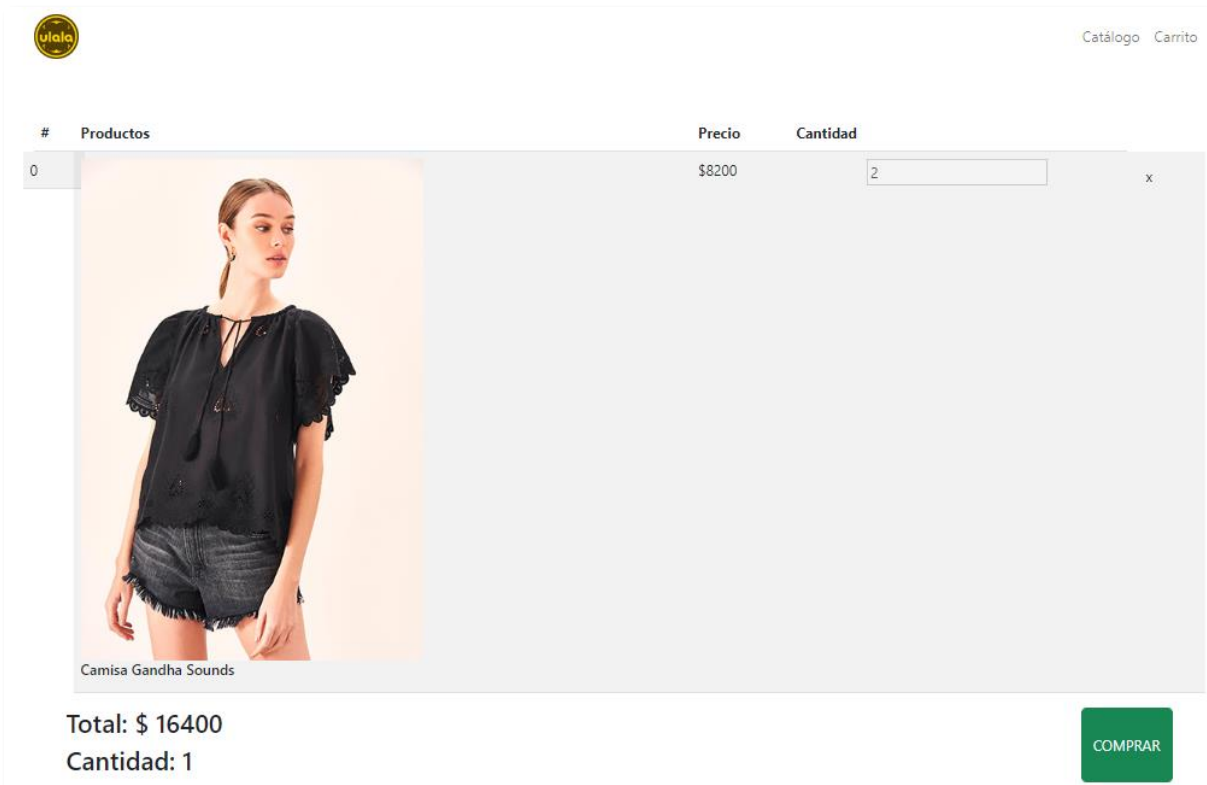 ulala
Catálogo Carrito
# Productos Precio Cantidad
0 $8200 2 x
Camisa Gandha Sounds
Total: $ 16400
Cantidad: 1
COMPRAR